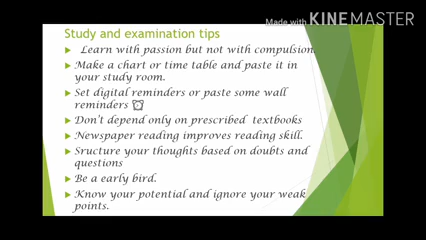 Made with KINEMASTER
Study and examination tips
Learn with passion but not with compulsion.
Make a chart or time table and paste it in
your study room.
Set digital reminders or paste some wall
reminders
Don't depend only on prescribed textbooks
Newspaper reading improves reading skill.
Sructure your thoughts based on doubts and
questions
Be a early bird.
Know your potential and ignore your weak
points.